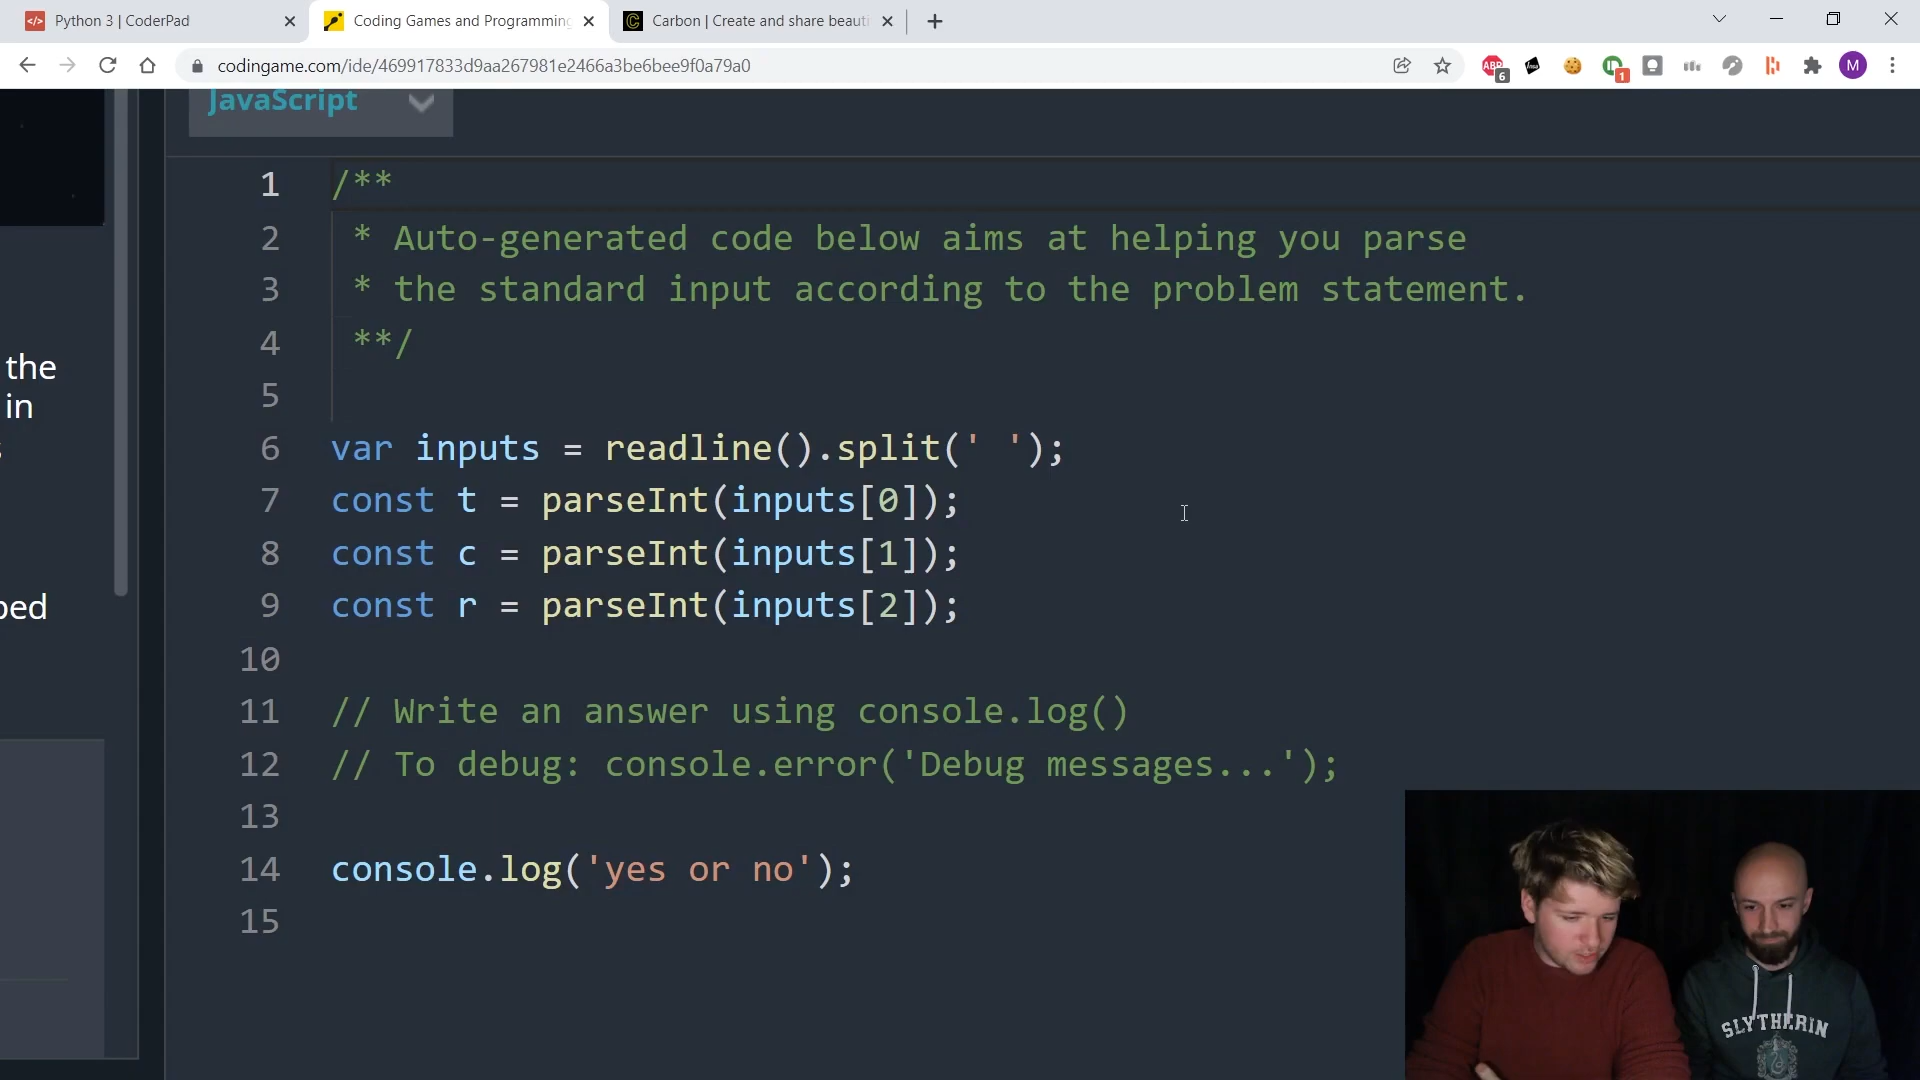 Python 3 | CoderPad
Coding Games and Programming
Carbon | Create and share beauti
codingame.com/ide/469917833d9aa267981e2466a3be6bee9f0a79a0
ABP
6
1
M
JavaScript
the
in
ped
1 /**
2 * Auto-generated code below aims at helping you parse
3 * the standard input according to the problem statement.
4 **/
5
6 var inputs = readline().split(' ');
7 const t = parseInt(inputs[0]);
8 const c = parseInt(inputs[1]);
9 const r = parseInt(inputs[2]);
10
11 // Write an answer using console.log()
12 // To debug: console.error('Debug messages...');
13
14 console.log('yes or no');
15
SLYTHERIN